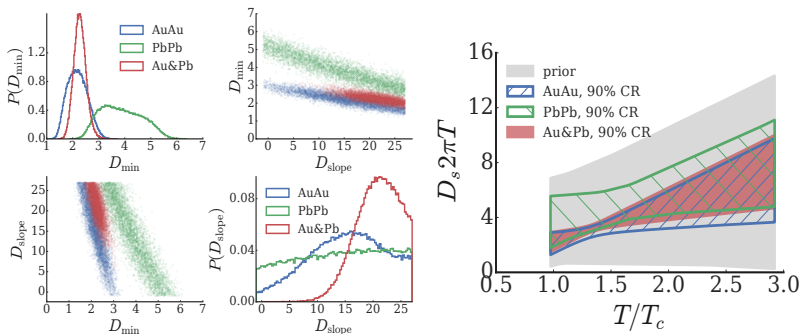 AuAu
PbPb
Au&Pb
P(D_min)
1.2
0.8
0.4
0.0
1 2 3 4 5 6 7
D_min
D_min
7
6
5
4
3
2
1
0
0 5 10 15 20 25
D_slope
D_slope
25
20
15
10
5
0
0 1 2 3 4 5 6 7
D_min
AuAu
PbPb
Au&Pb
P(D_slope)
0.08
0.04
0.00
0 5 10 15 20 25
D_slope
prior
AuAu, 90% CR
PbPb, 90% CR
Au&Pb, 90% CR
D_s 2πT
16
12
8
4
0
0.5 1.0 1.5 2.0 2.5 3.0
T/T_c